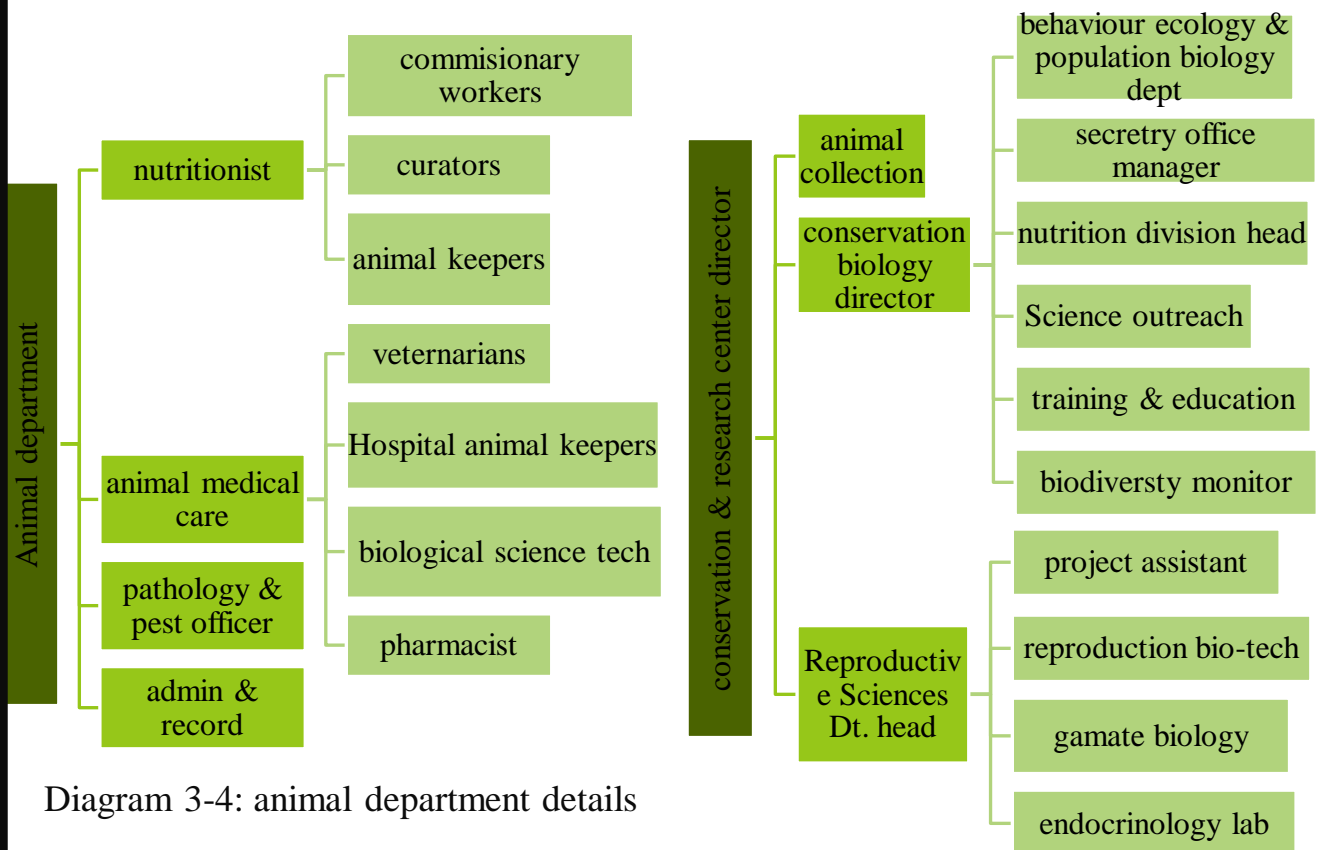 Animal department
nutritionist
commisionary
workers
curators
animal keepers
animal medical
care
veternarians
Hospital animal keepers
biological science tech
pharmacist
pathology &
pest officer
admin &
record
conservation & research center director
animal
collection
conservation
biology
director
behaviour ecology &
population biology
dept
secretry office
manager
nutrition division head
Science outreach
training & education
biodiversty monitor
Reproductiv
e Sciences
Dt. head
project assistant
reproduction bio-tech
gamate biology
endocrinology lab
Diagram 3-4: animal department details